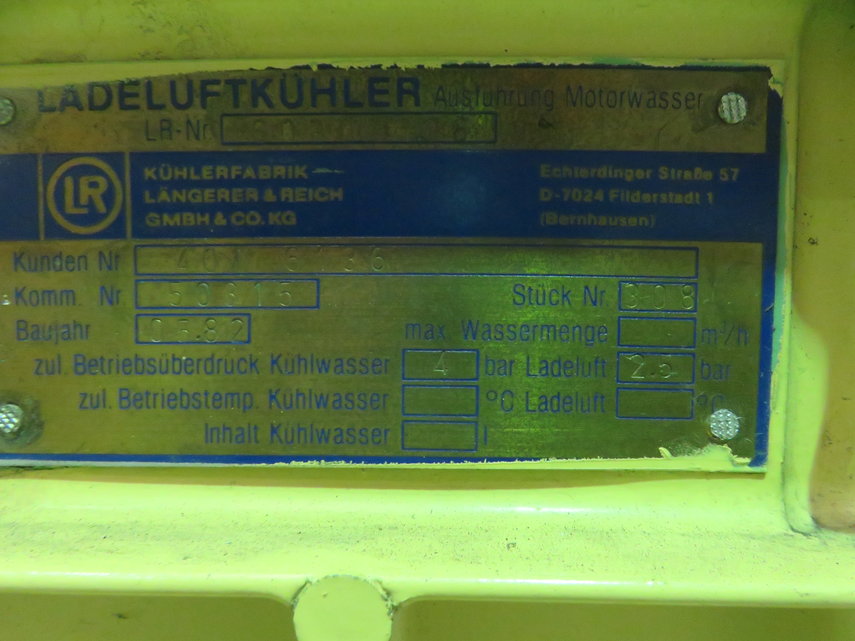 LADELUFTKÜHLER Ausführung Motorwasser
LR-Nr
LR
KÜHLERFABRIK
LÄNGERER & REICH
GMBH & CO. KG
Echterdinger Straße 57
D-7024 Filderstadt 1
(Bernhausen)
Kunden Nr
Komm. Nr 50315 Stück Nr 308
Baujahr 05.82 max. Wassermenge m³/h
zul. Betriebsüberdruck Kühlwasser 4 bar Ladeluft 2.5 bar
zul. Betriebstemp. Kühlwasser °C Ladeluft °C
Inhalt Kühlwasser l